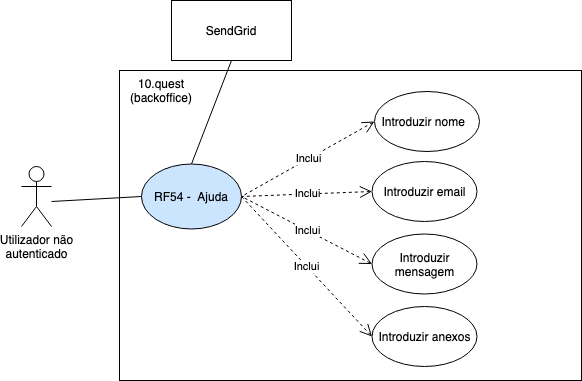 SendGrid
10.quest
(backoffice)
Introduzir nome
Inclui
RF54 - Ajuda
Inclui
Introduzir email
Utilizador não
autenticado
Inclui
Introduzir
mensagem
Inclui
Introduzir anexos